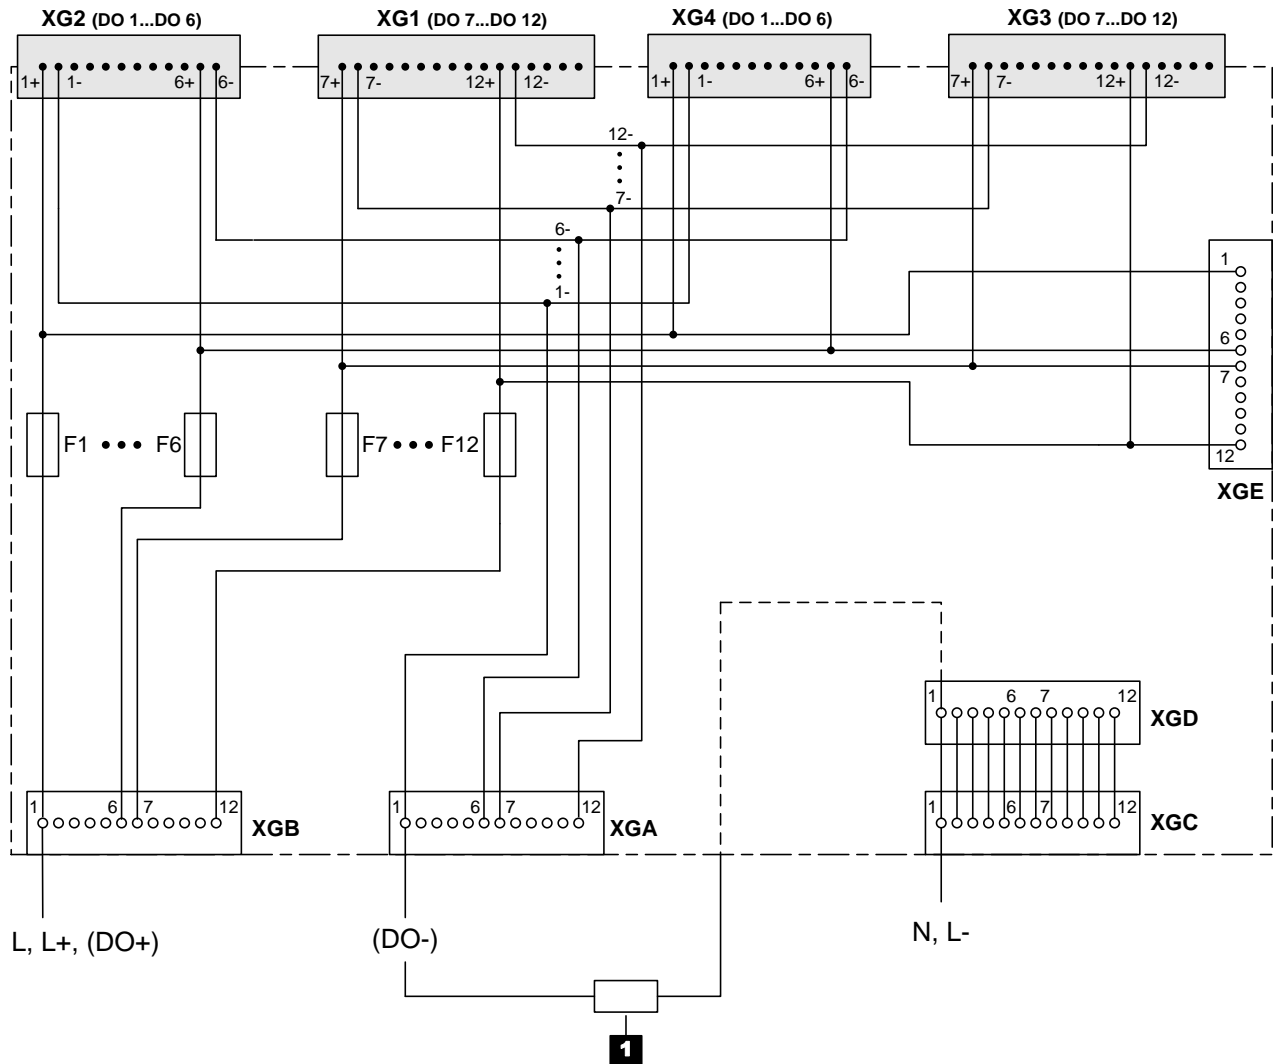 XG2 (DO 1...DO 6)
XG1 (DO 7...DO 12)
XG4 (DO 1...DO 6)
XG3 (DO 7...DO 12)
1+ 1- 6+ 6-
7+ 7- 12+ 12-
1+ 1- 6+ 6-
7+ 7- 12+ 12-
12-
7-
6-
1-
1
6
7
12
XGE
F1 F6
F7 F12
1 6 7 12
XGD
1 6 7 12
XGB
1 6 7 12
XGA
1 6 7 12
XGC
L, L+, (DO+)
(DO-)
N, L-
1